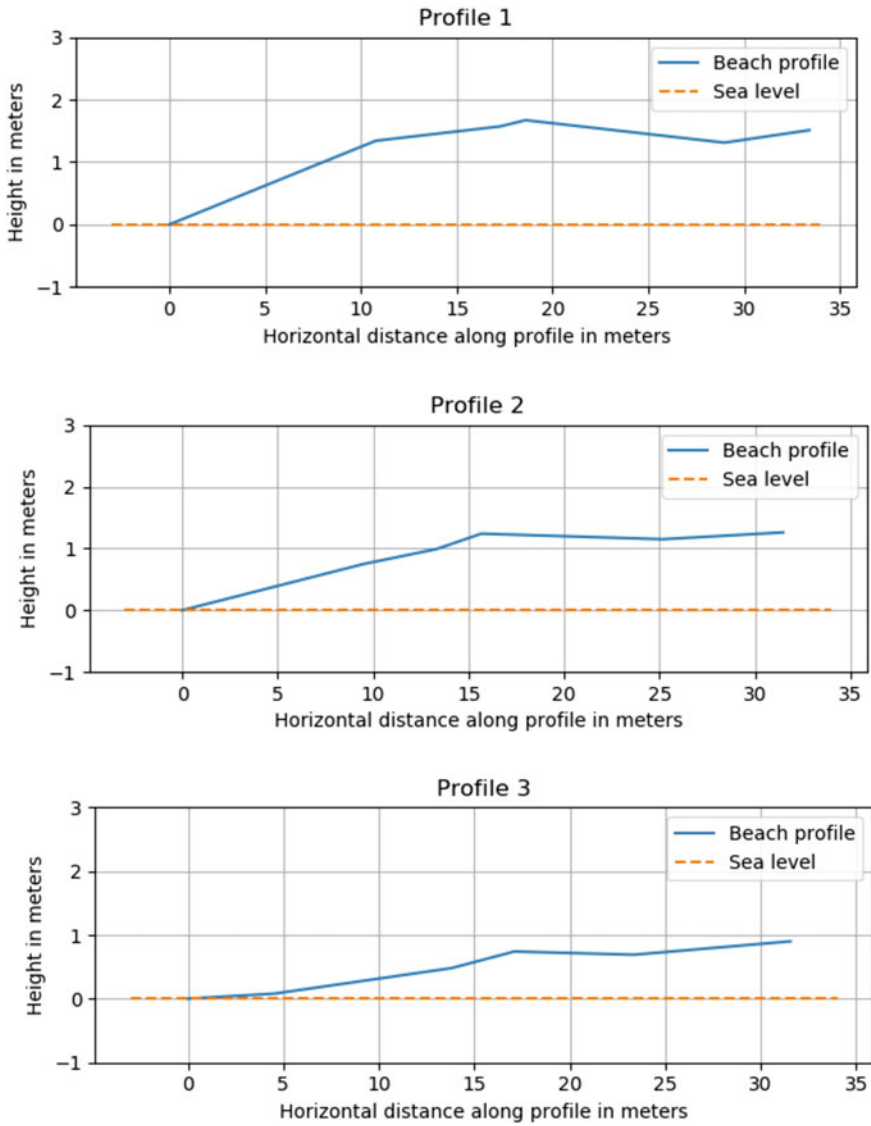 Profile 1
3
2
1
0
−1
Height in meters
Beach profile
Sea level
0 5 10 15 20 25 30 35
Horizontal distance along profile in meters
Profile 2
3
2
1
0
−1
Height in meters
Beach profile
Sea level
0 5 10 15 20 25 30 35
Horizontal distance along profile in meters
Profile 3
3
2
1
0
−1
Height in meters
Beach profile
Sea level
0 5 10 15 20 25 30 35
Horizontal distance along profile in meters